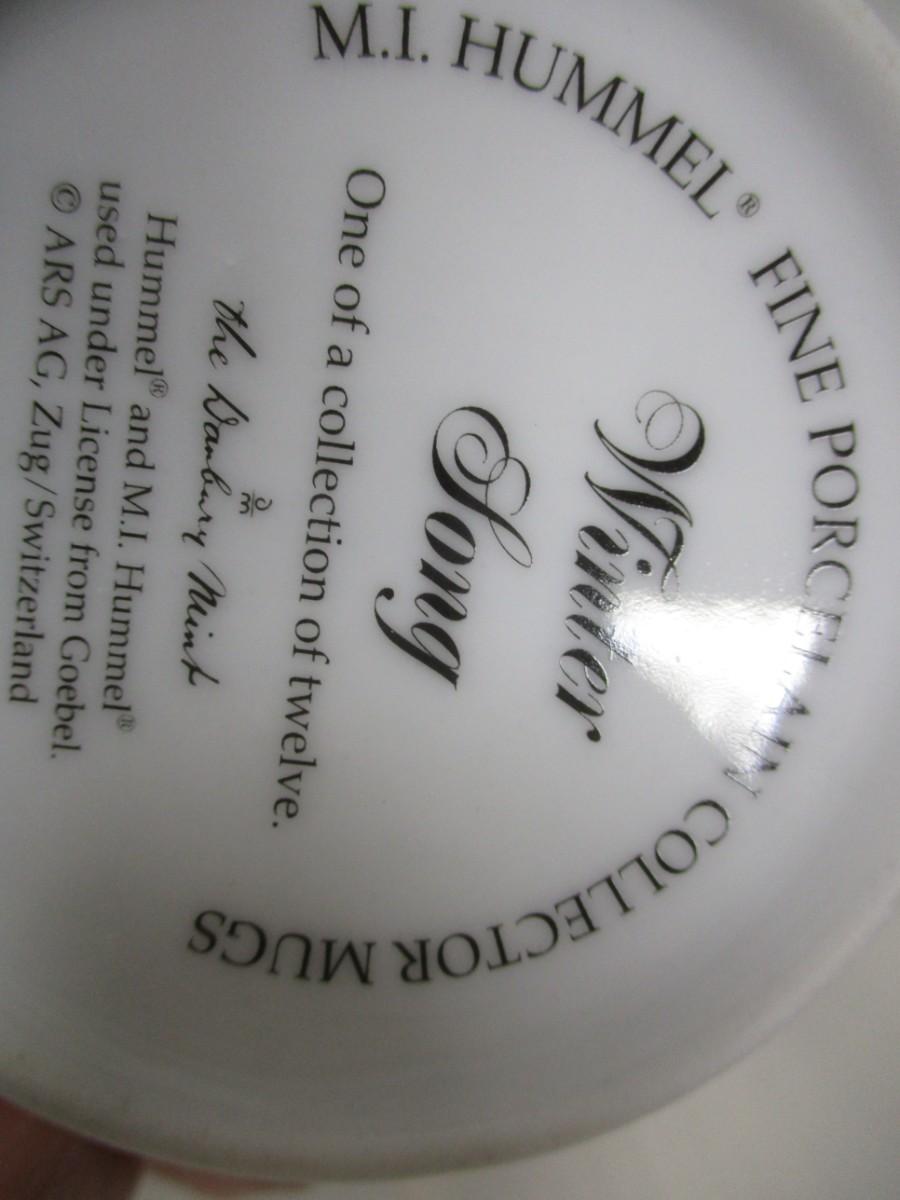 M.I. HUMMEL® FINE PORCELAIN COLLECTOR MUGS
Winter
Song
One of a collection of twelve.
The Danbury Mint
Hummel® and M.I. Hummel®
used under License from Goebel.
© ARS AG, Zug/Switzerland